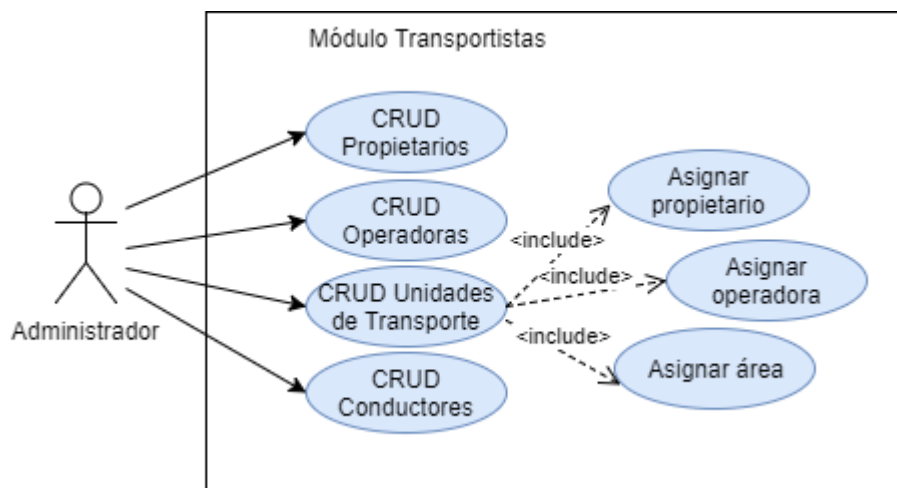 Módulo Transportistas
CRUD
Propietarios
CRUD
Operadoras
CRUD Unidades
de Transporte
CRUD
Conductores
Administrador
Asignar
propietario
<include>
<include>
Asignar
operadora
<include>
Asignar área